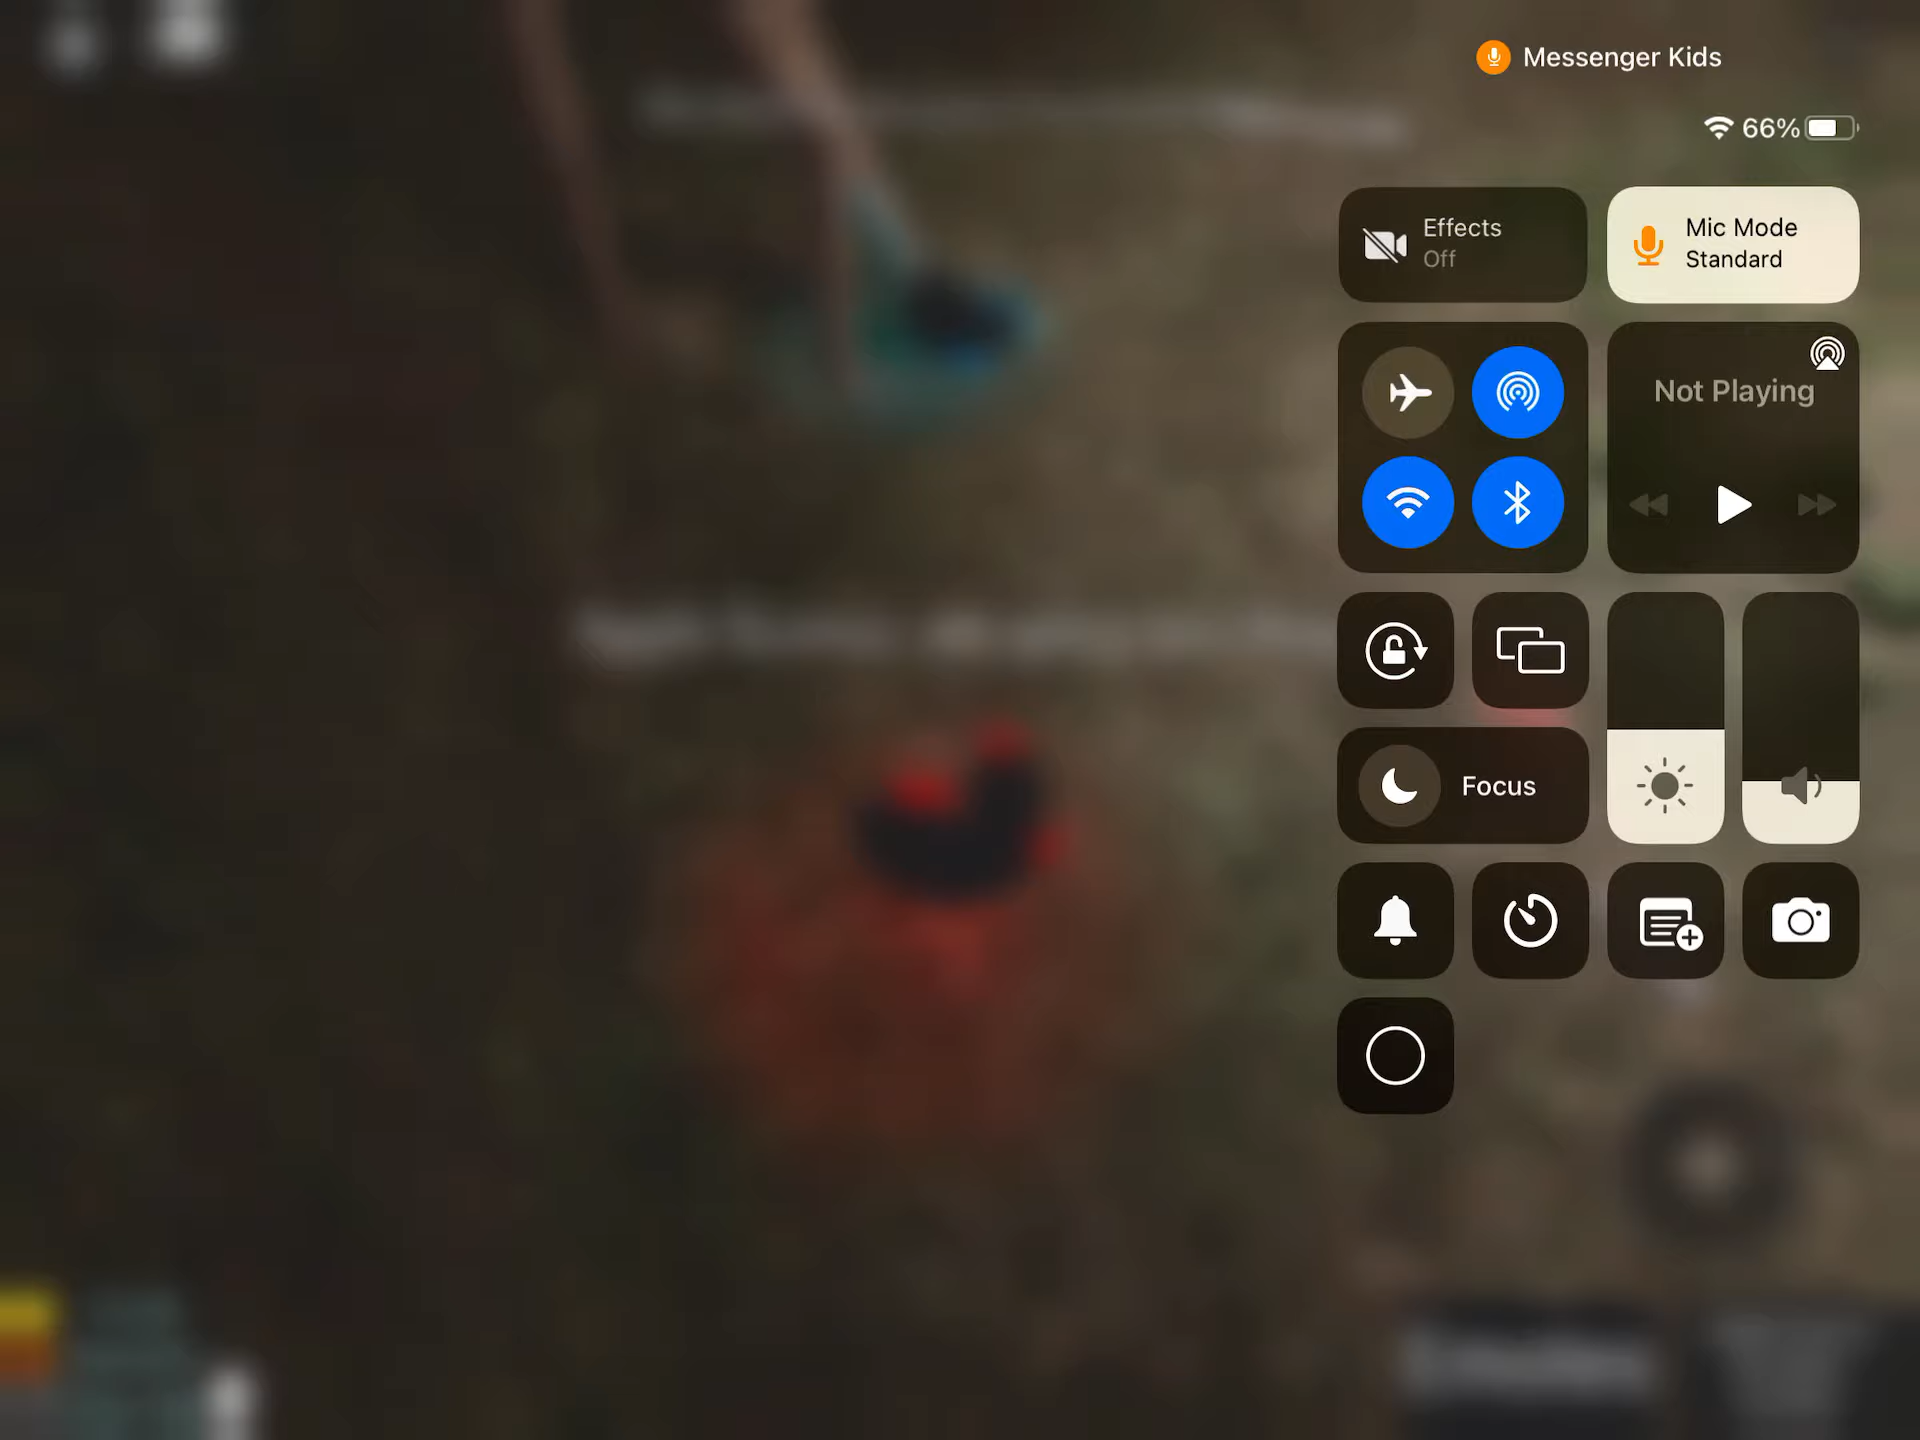 Messenger Kids
66%
Effects
Off
Mic Mode
Standard
Not Playing
Focus